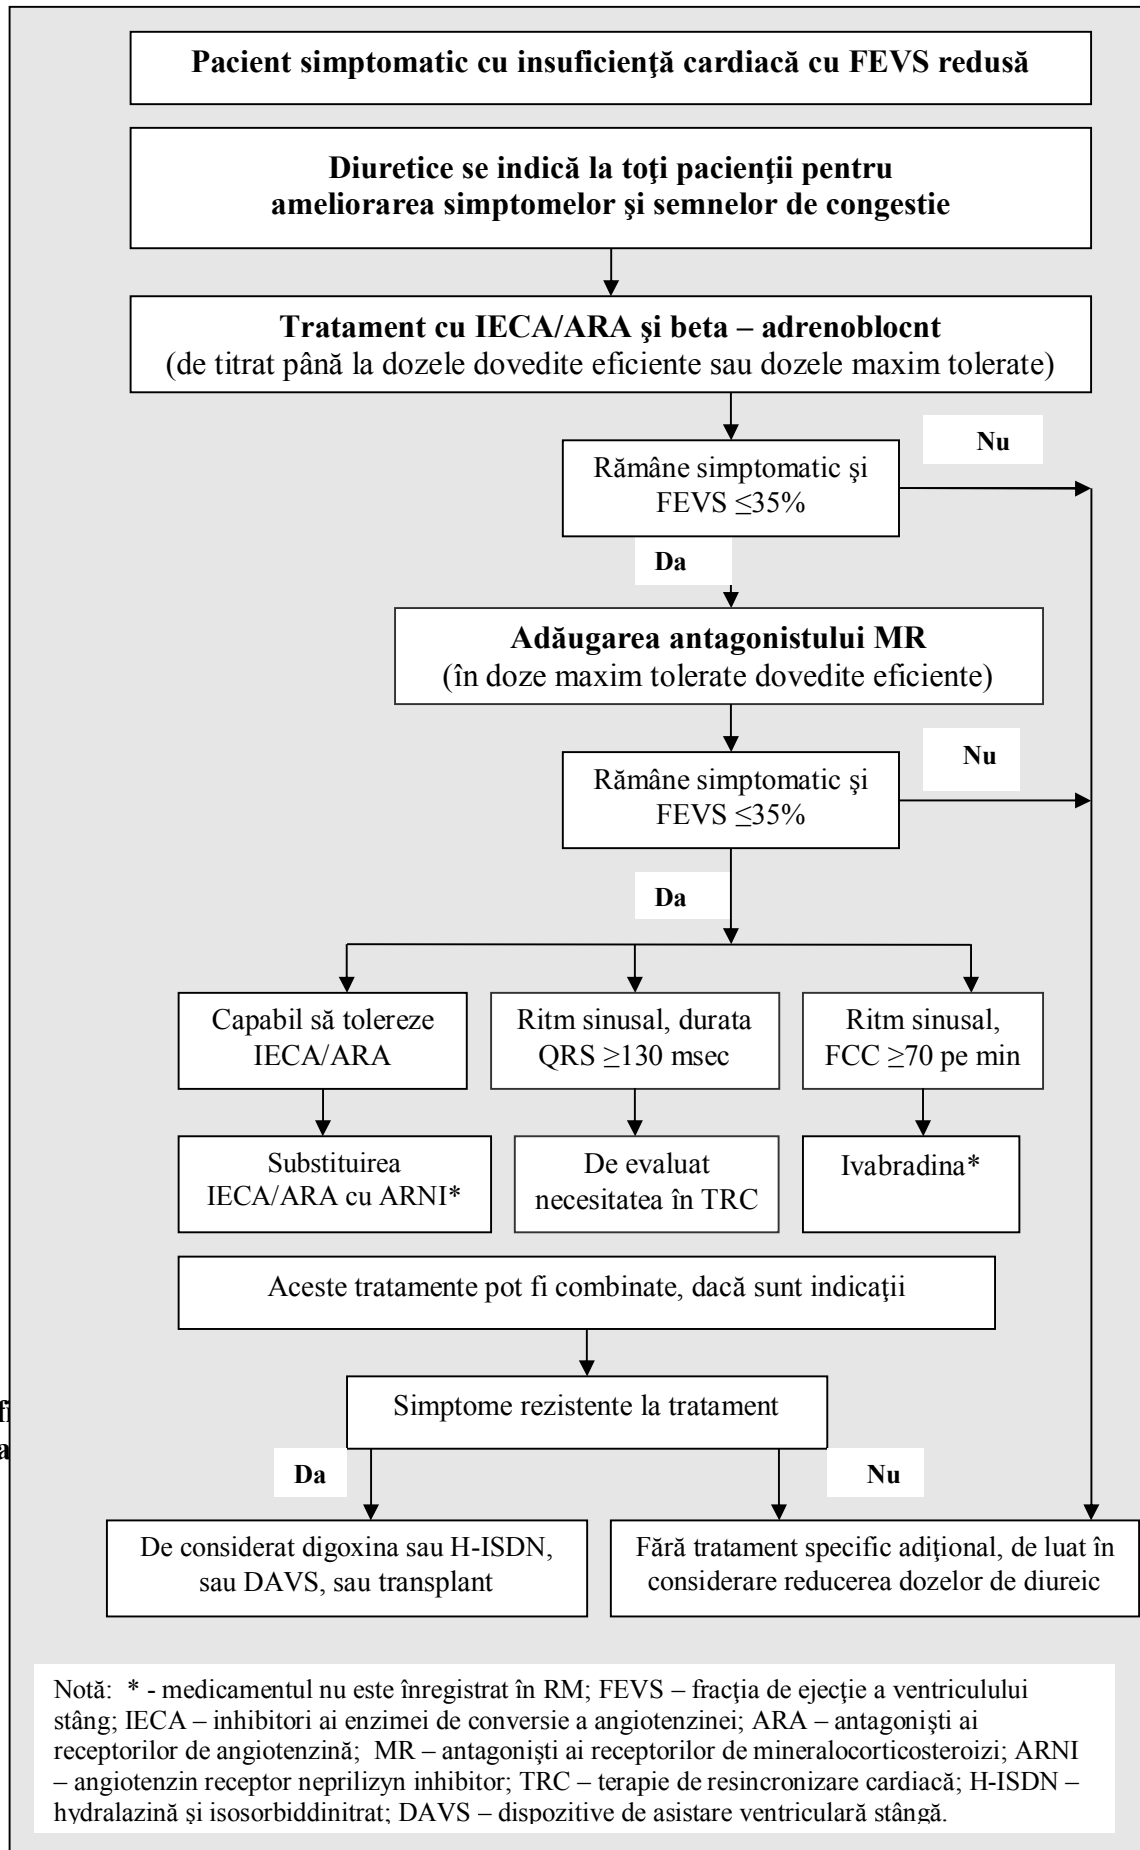 Pacient simptomatic cu insuficienţă cardiacă cu FEVS redusă
Diuretice se indică la toţi pacienţii pentru
ameliorarea simptomelor şi semnelor de congestie
Tratament cu IECA/ARA şi beta – adrenoblocnt
(de titrat până la dozele dovedite eficiente sau dozele maxim tolerate)
Nu
Rămâne simptomatic şi
FEVS ≤35%
Da
Adăugarea antagonistului MR
(în doze maxim tolerate dovedite eficiente)
Nu
Rămâne simptomatic şi
FEVS ≤35%
Da
Capabil să tolereze
IECA/ARA
Ritm sinusal, durata
QRS ≥130 msec
Ritm sinusal,
FCC ≥70 pe min
Substituirea
IECA/ARA cu ARNI*
De evaluat
necesitatea în TRC
Ivabradina*
Aceste tratamente pot fi combinate, dacă sunt indicaţii
Simptome rezistente la tratament
Da
Nu
De considerat digoxina sau H-ISDN,
sau DAVS, sau transplant
Fără tratament specific adiţional, de luat în
considerare reducerea dozelor de diureic
Notă: * - medicamentul nu este înregistrat în RM; FEVS – fracţia de ejecţie a ventriculului
stâng; IECA – inhibitori ai enzimei de conversie a angiotenzinei; ARA – antagonişti ai
receptorilor de angiotenzină; MR – antagonişti ai receptorilor de mineralocorticosteroizi; ARNI
– angiotenzin receptor neprilizyn inhibitor; TRC – terapie de resincronizare cardiacă; H-ISDN –
hydralazină şi isosorbiddinitrat; DAVS – dispozitive de asistare ventriculară stângă.